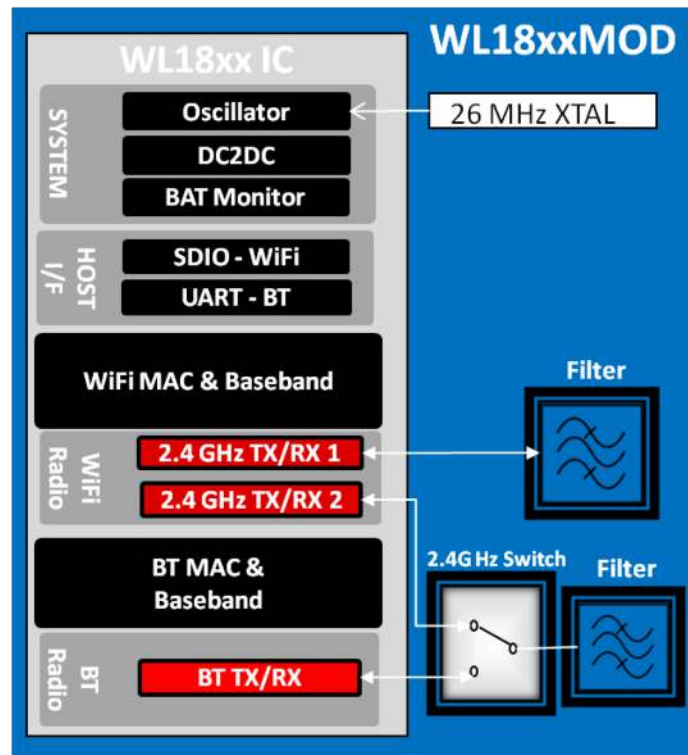 WL18xxMOD
WL18xx IC
SYSTEM
Oscillator
26 MHz XTAL
DC2DC
BAT Monitor
HOST
I/F
SDIO - WiFi
UART - BT
WiFi MAC & Baseband
Filter
WiFi
Radio
2.4 GHz TX/RX 1
2.4 GHz TX/RX 2
BT MAC &
Baseband
2.4G Hz Switch
Filter
BT
Radio
BT TX/RX